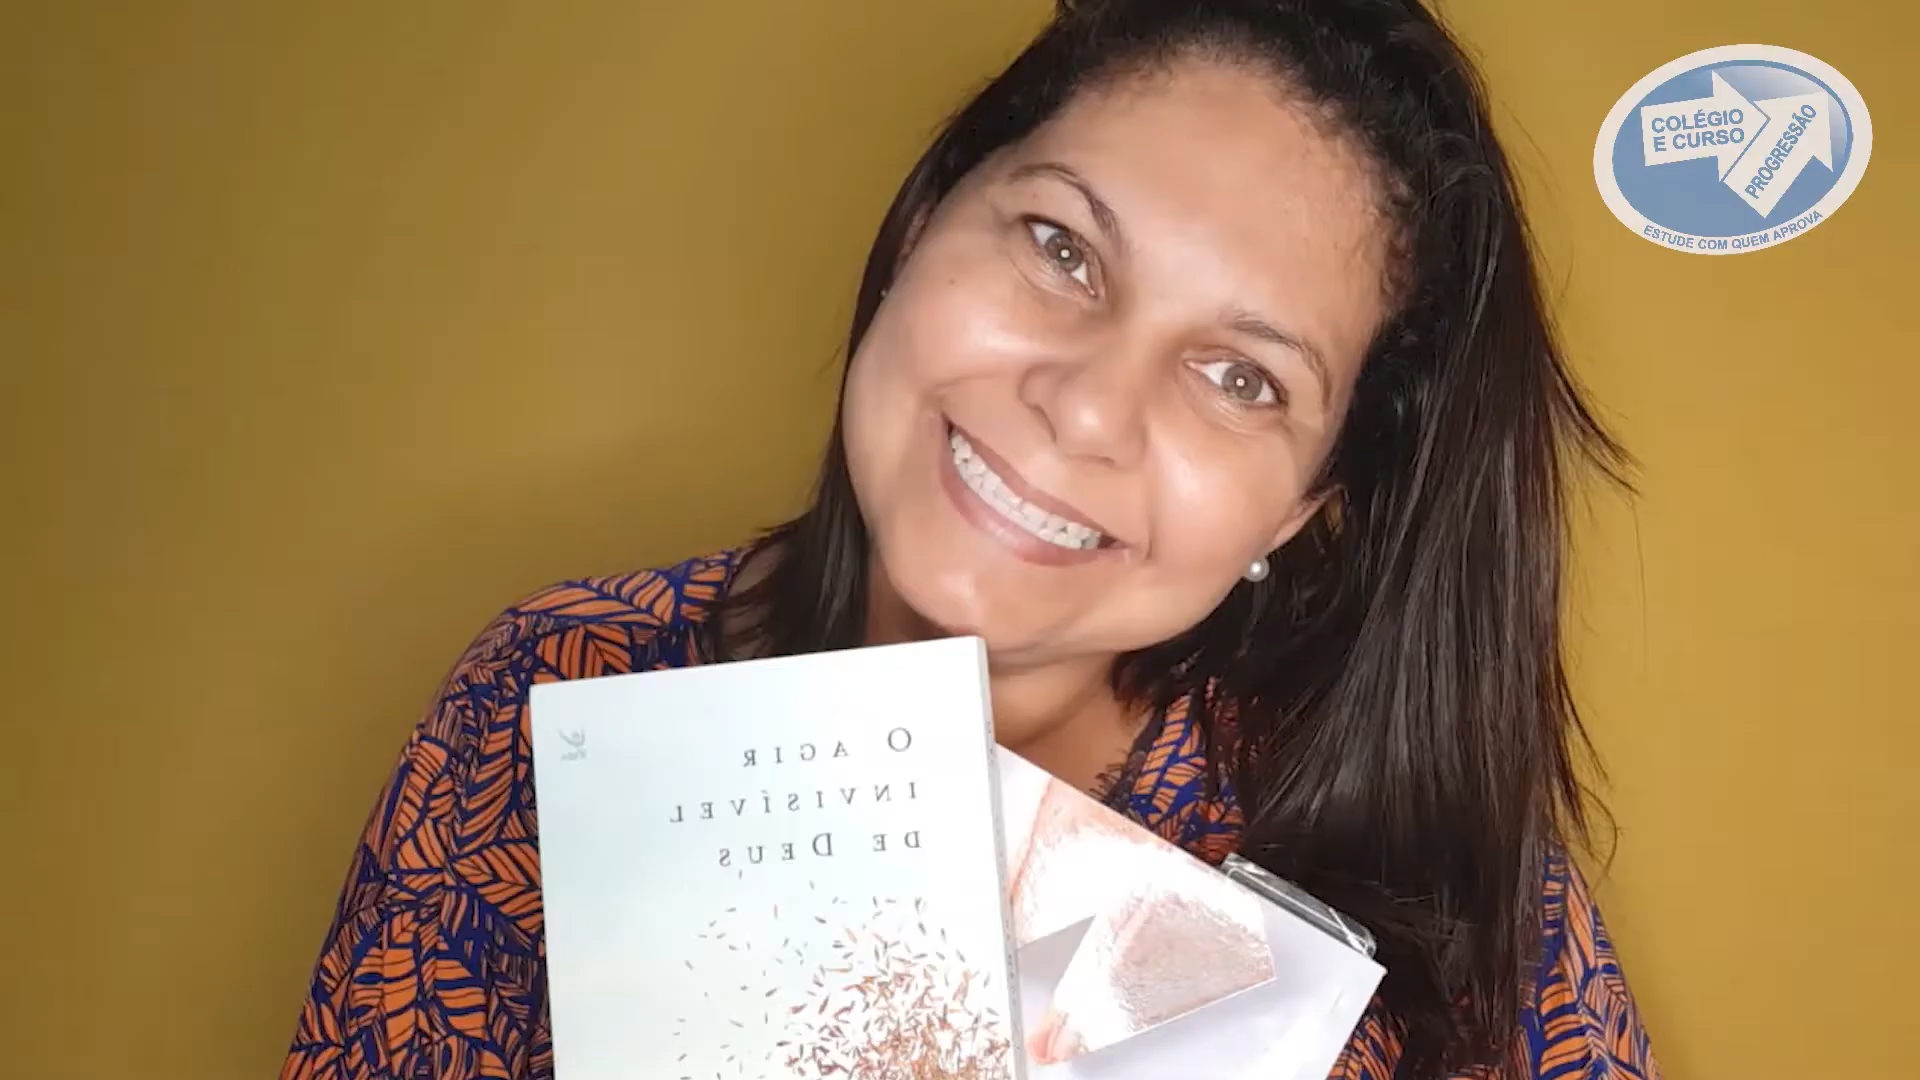 COLÉGIO
E CURSO
PROGRESSÃO
ESTUDE COM QUEM APROVA
O AGIR
INVISÍVEL
DE DEUS